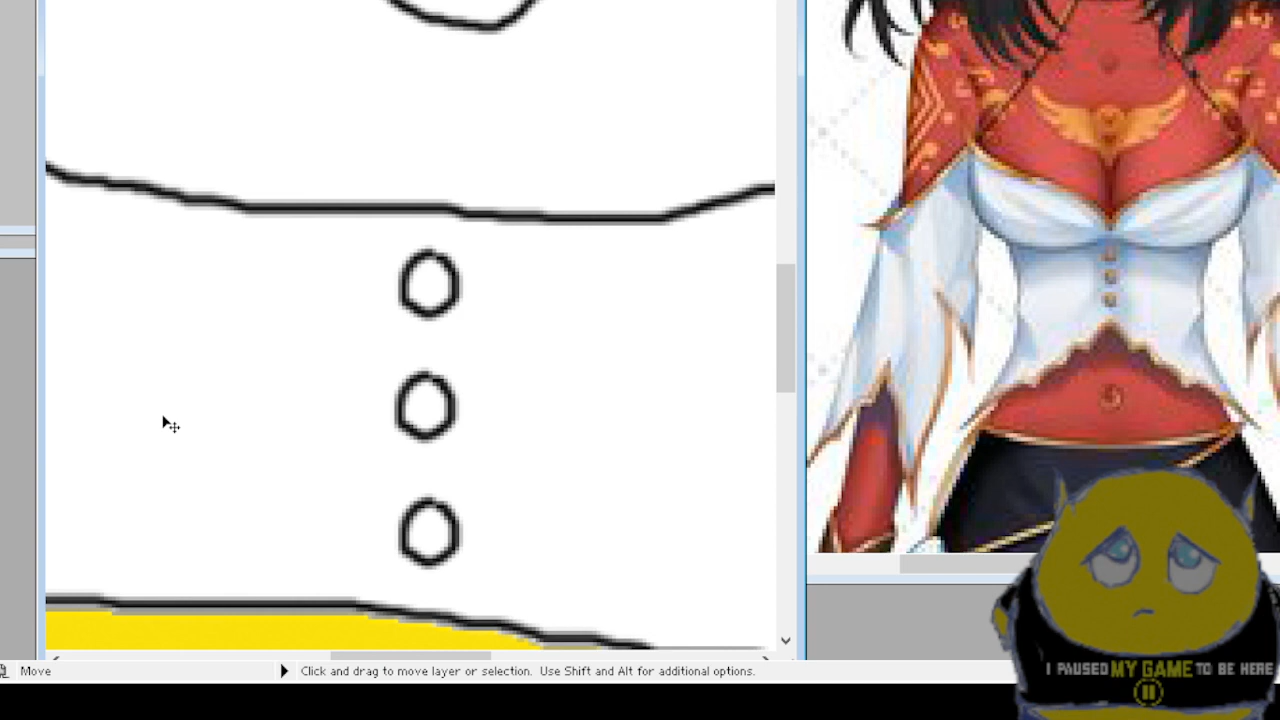 I PAUSED MY GAME TO BE HERE
Move
Click and drag to move layer or selection. Use Shift and Alt for additional options.